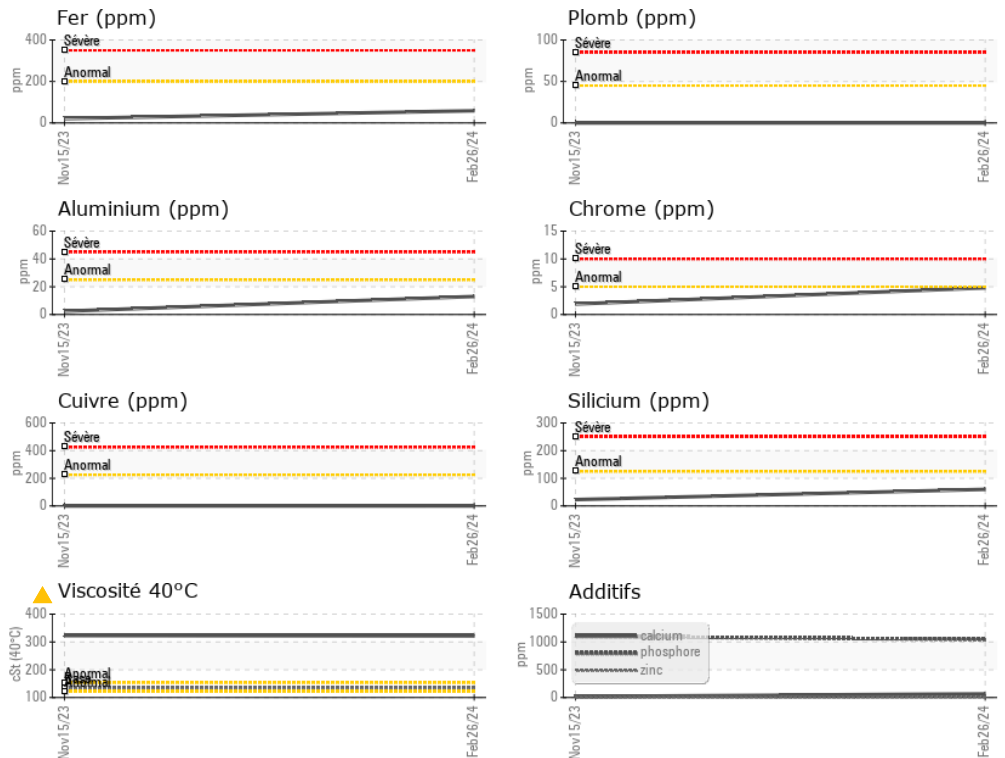 Fer (ppm)
400
200
0
ppm
Sévère
Anormal
Nov15/23
Feb26/24
Plomb (ppm)
100
50
0
ppm
Sévère
Anormal
Nov15/23
Feb26/24
Aluminium (ppm)
60
40
20
0
ppm
Sévère
Anormal
Nov15/23
Feb26/24
Chrome (ppm)
15
10
5
0
ppm
Sévère
Anormal
Nov15/23
Feb26/24
Cuivre (ppm)
600
400
200
0
ppm
Sévère
Anormal
Nov15/23
Feb26/24
Silicium (ppm)
300
200
100
0
ppm
Sévère
Anormal
Nov15/23
Feb26/24
Viscosité 40°C
400
300
200
100
cSt (40°C)
Anormal
Anormal
Nov15/23
Feb26/24
Additifs
1500
1000
500
0
ppm
calcium
phosphore
zinc
Nov15/23
Feb26/24